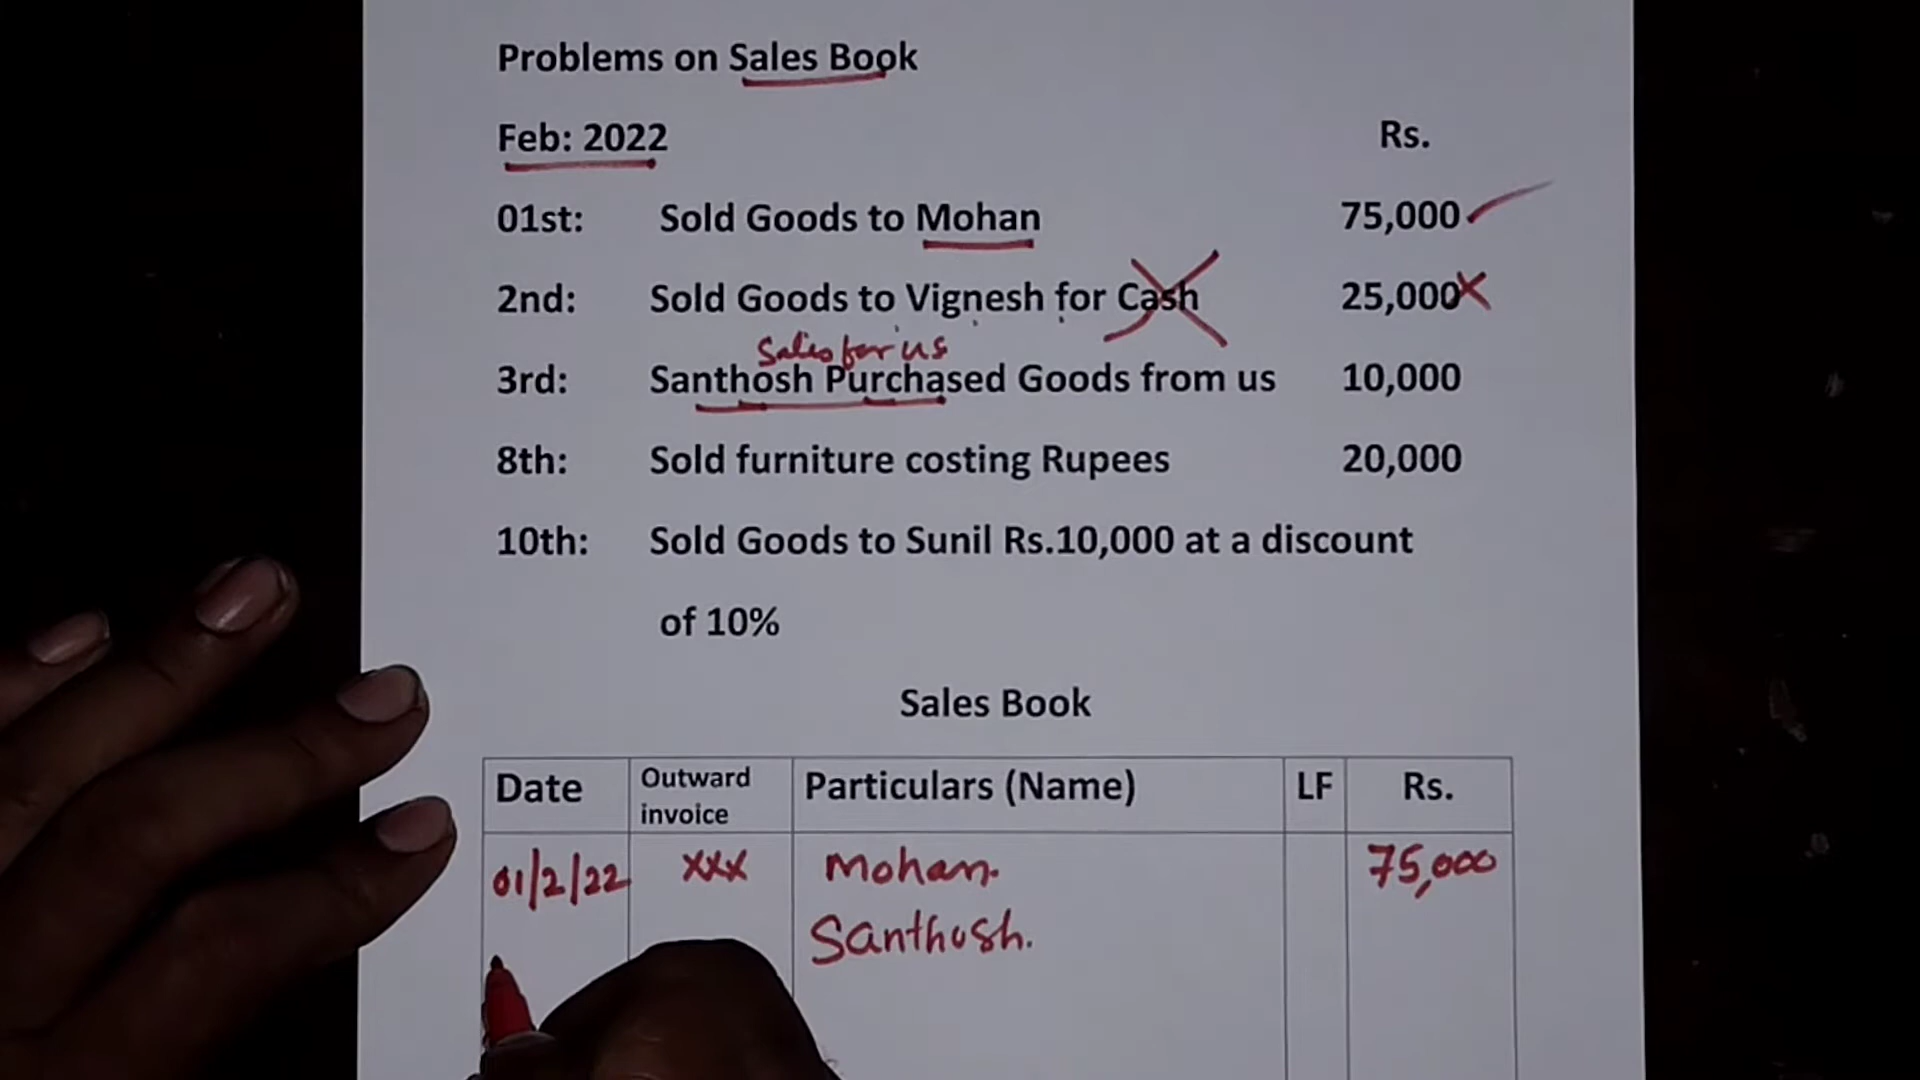 Problems on Sales Book
Feb: 2022 Rs.
01st: Sold Goods to Mohan 75,000
2nd: Sold Goods to Vignesh for Cash 25,000
Sales for us
3rd: Santhosh Purchased Goods from us 10,000
8th: Sold furniture costing Rupees 20,000
10th: Sold Goods to Sunil Rs.10,000 at a discount
of 10%
Sales Book
Date Outward invoice Particulars (Name) LF Rs.
01/2/22 xxx Mohan. 75,000
Santhosh.